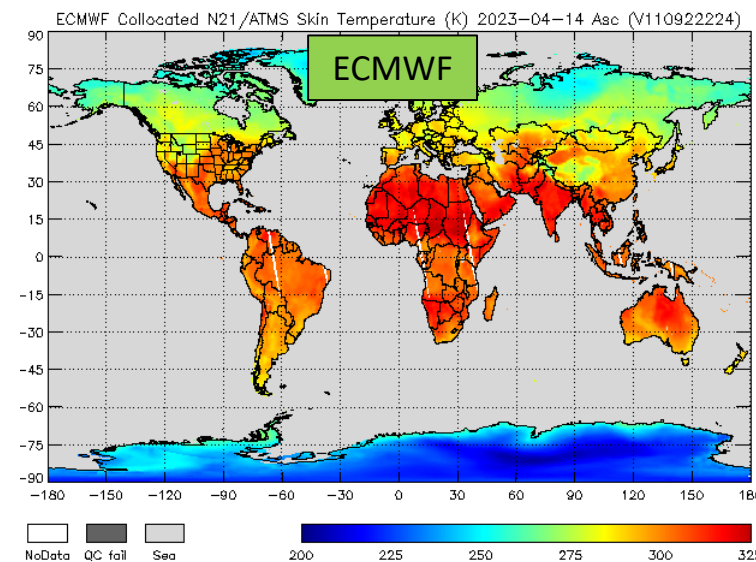 ECMWF Collocated N21/ATMS Skin Temperature (K) 2023-04-14 Asc (V110922224)
ECMWF
90
75
60
45
30
15
0
-15
-30
-45
-60
-75
-90
-180 -150 -120 -90 -60 -30 0 30 60 90 120 150 180
NoData QC fail Sea
200 225 250 275 300 325